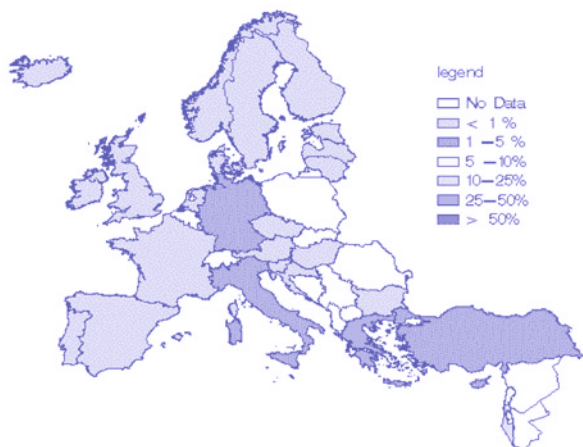 legend
No Data
< 1 %
1 –5 %
5 –10%
10–25%
25–50%
> 50%